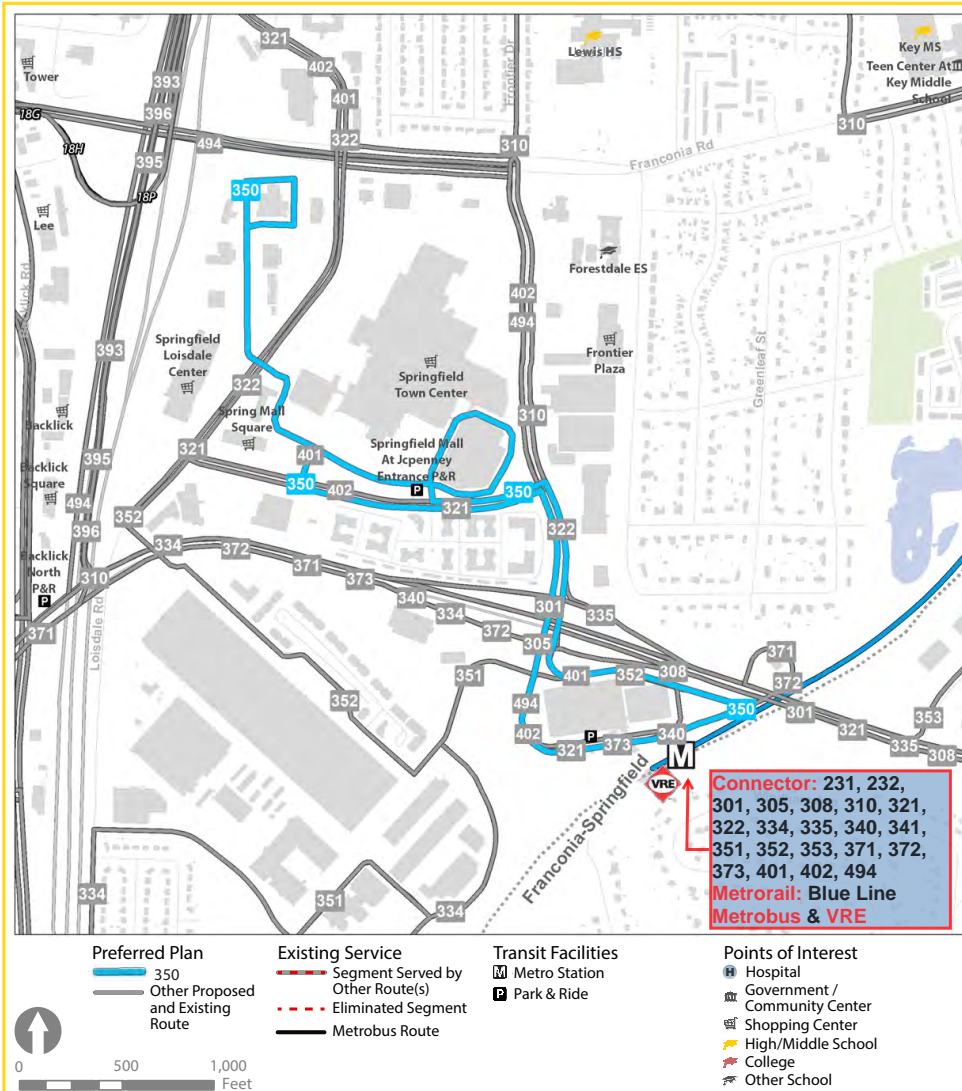 321
402
401
322
Frontier Dr
Lewis HS
Key MS
Teen Center At
Key Middle
School
Tower
393
396
395
18G
18H
18P
494
310
310
Franconia Rd
350
Lee
Forestdale ES
402
494
393
Springfield
Loisdale
Center
322
Spring Mall
Square
Springfield
Town Center
Frontier
Plaza
Greenleaf St
310
Backlick
321
401
Springfield Mall
At Jcpenney
Entrance P&R
P
350
402
321
350
322
Backlick
Square
395
494
396
352
334
372
371
373
340
334
372
305
301
335
Backlick
North
P&R
P
310
371
Loisdale Rd
351
352
494
402
321
401
352
308
P
373
340
350
371
372
301
321
335
353
308
M
VRE
Franconia-Springfield
334
351
334
Connector: 231, 232,
301, 305, 308, 310, 321,
322, 334, 335, 340, 341,
351, 352, 353, 371, 372,
373, 401, 402, 494
Metrorail: Blue Line
Metrobus & VRE
Preferred Plan
350
Other Proposed
and Existing
Route
Existing Service
Segment Served by
Other Route(s)
Eliminated Segment
Metrobus Route
Transit Facilities
M Metro Station
P Park & Ride
Points of Interest
H Hospital
Government /
Community Center
Shopping Center
High/Middle School
College
Other School
0 500 1,000
Feet